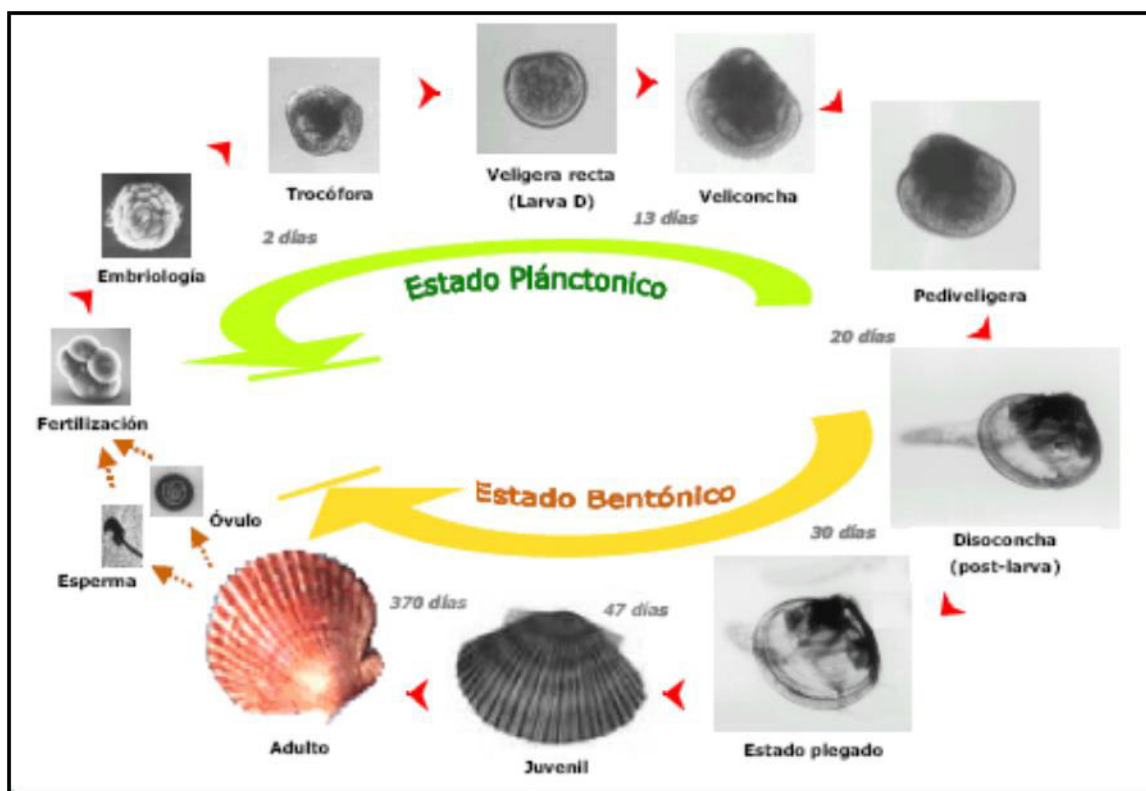 Trocófora
Veligera recta
(Larva D)
Veliconcha
Pediveligera
Embriología
2 días
13 días
Estado Plánctonico
20 días
Fertilización
Óvulo
Esperma
Estado Bentónico
30 días
Disoconcha
(post-larva)
370 días
47 días
Adulto
Juvenil
Estado plegado